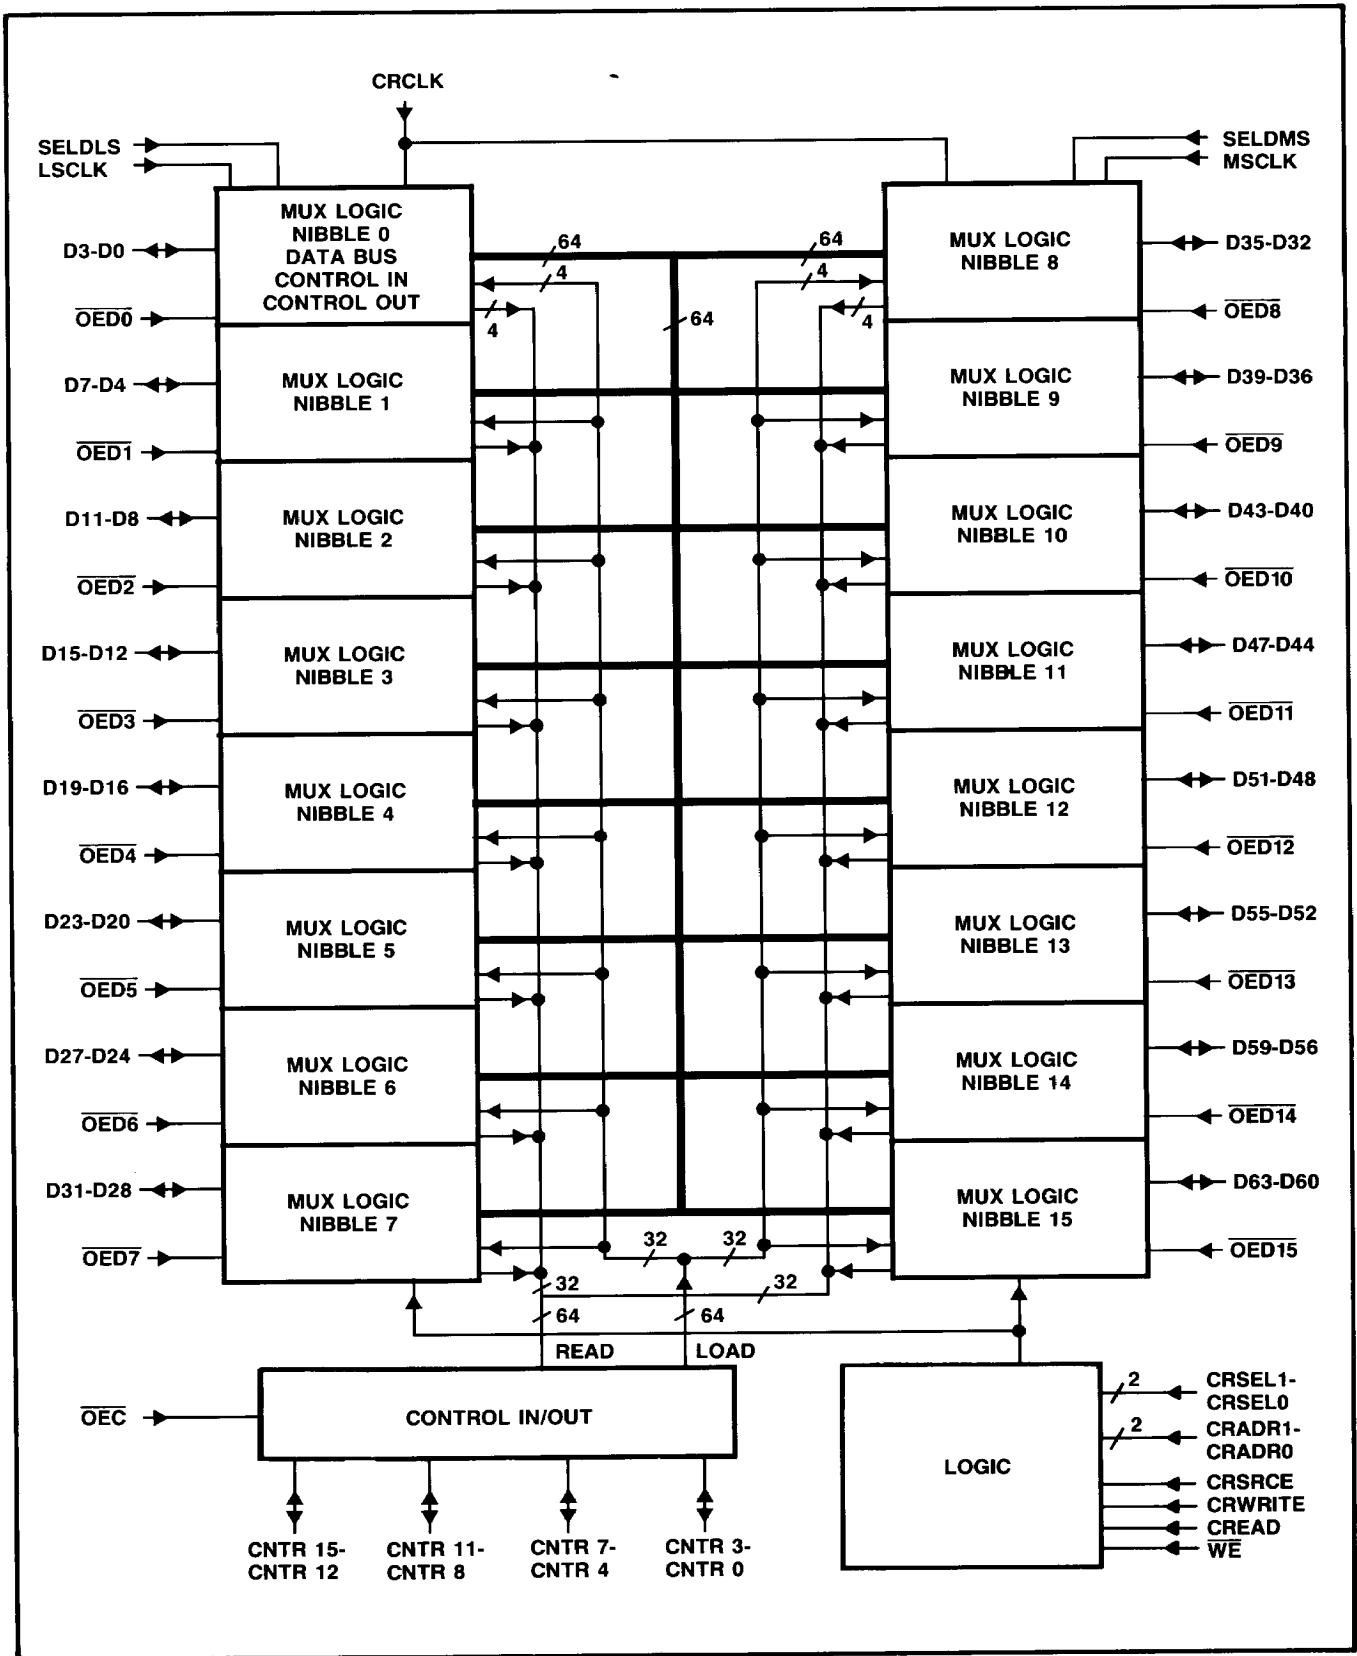 CRCLK
SELDLS
LSCLK
SELDMS
MSCLK
MUX LOGIC
NIBBLE 0
DATA BUS
CONTROL IN
CONTROL OUT
D3-D0
OED0
64
4
4
64
64
4
4
MUX LOGIC
NIBBLE 8
D35-D32
OED8
D7-D4
OED1
MUX LOGIC
NIBBLE 1
MUX LOGIC
NIBBLE 9
D39-D36
OED9
D11-D8
OED2
MUX LOGIC
NIBBLE 2
MUX LOGIC
NIBBLE 10
D43-D40
OED10
D15-D12
OED3
MUX LOGIC
NIBBLE 3
MUX LOGIC
NIBBLE 11
D47-D44
OED11
D19-D16
OED4
MUX LOGIC
NIBBLE 4
MUX LOGIC
NIBBLE 12
D51-D48
OED12
D23-D20
OED5
MUX LOGIC
NIBBLE 5
MUX LOGIC
NIBBLE 13
D55-D52
OED13
D27-D24
OED6
MUX LOGIC
NIBBLE 6
MUX LOGIC
NIBBLE 14
D59-D56
OED14
D31-D28
OED7
MUX LOGIC
NIBBLE 7
MUX LOGIC
NIBBLE 15
D63-D60
OED15
32
32
32
32
64
64
READ
LOAD
OEC
CONTROL IN/OUT
CNTR 15-
CNTR 12
CNTR 11-
CNTR 8
CNTR 7-
CNTR 4
CNTR 3-
CNTR 0
LOGIC
2
CRSEL1-
CRSEL0
2
CRADR1-
CRADR0
CRSRCE
CRWRITE
CREAD
WE